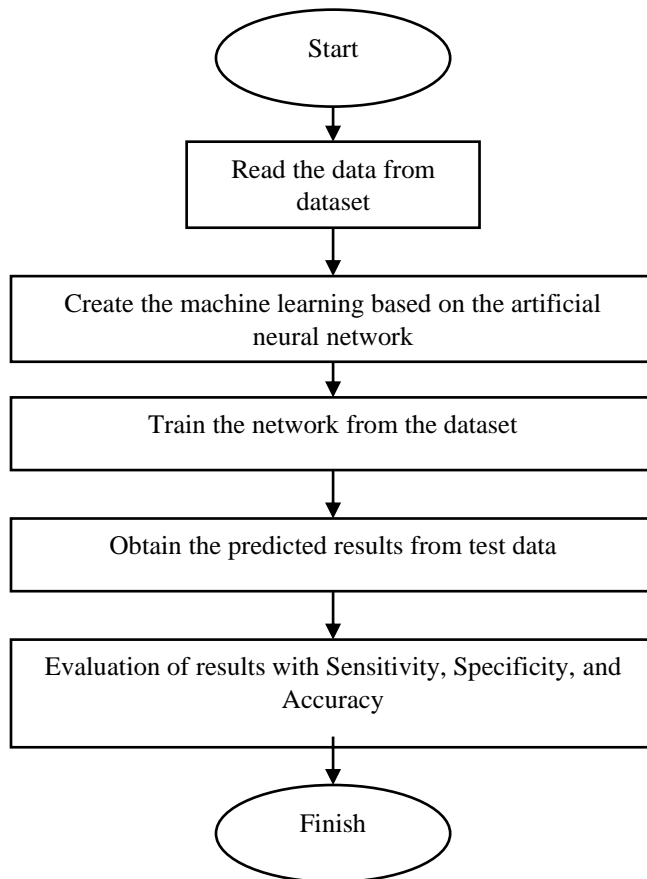 Start
Read the data from
dataset
Create the machine learning based on the artificial
neural network
Train the network from the dataset
Obtain the predicted results from test data
Evaluation of results with Sensitivity, Specificity, and
Accuracy
Finish